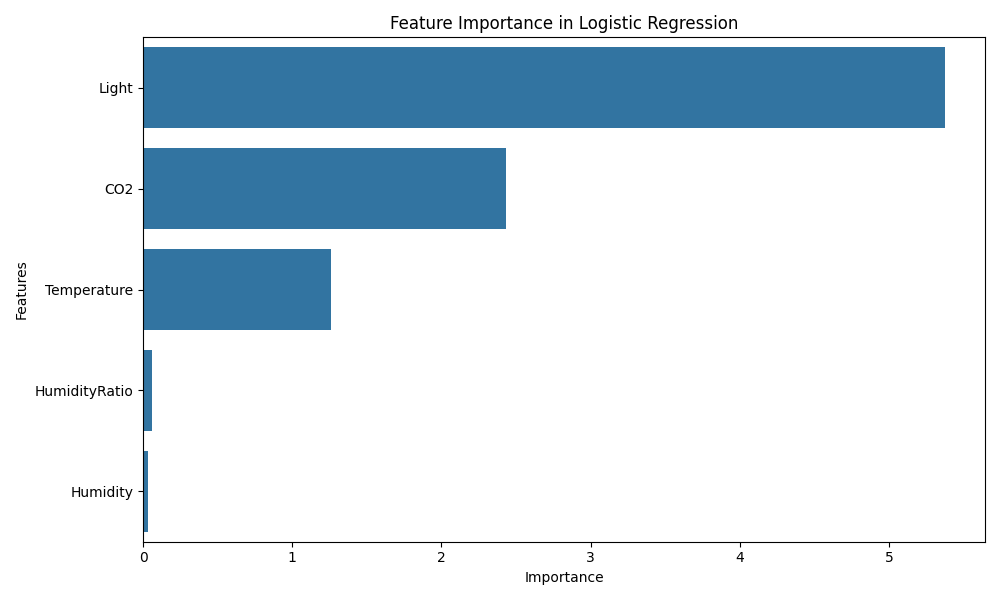 Feature Importance in Logistic Regression
Features
Light
CO2
Temperature
HumidityRatio
Humidity
0 1 2 3 4 5
Importance